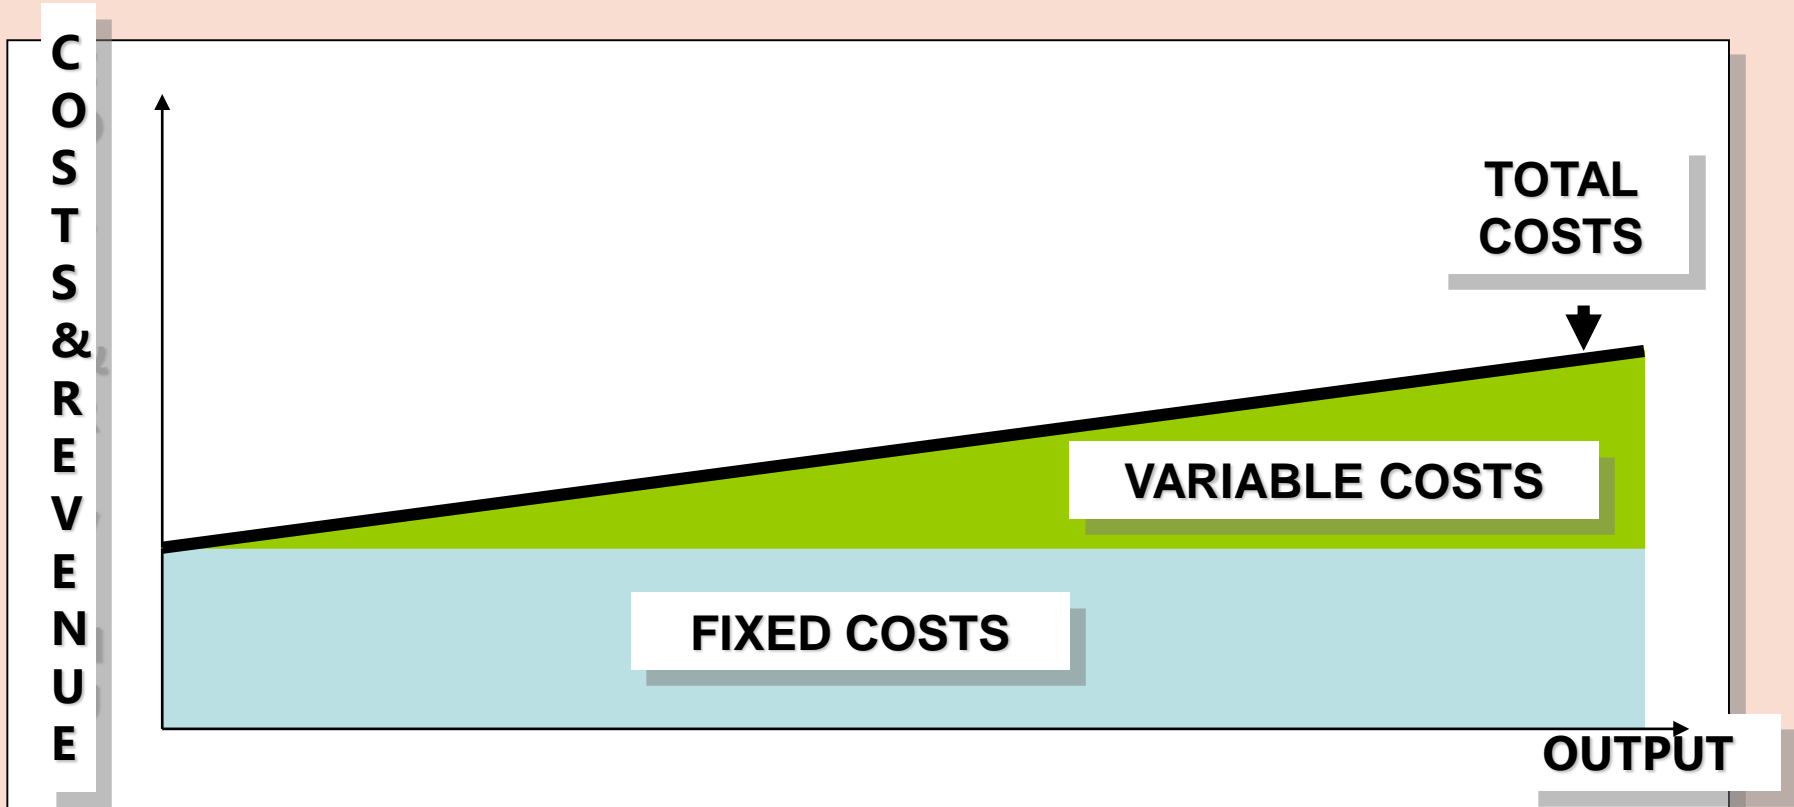 COSTS & REVENUE
TOTAL
COSTS
VARIABLE COSTS
FIXED COSTS
OUTPUT